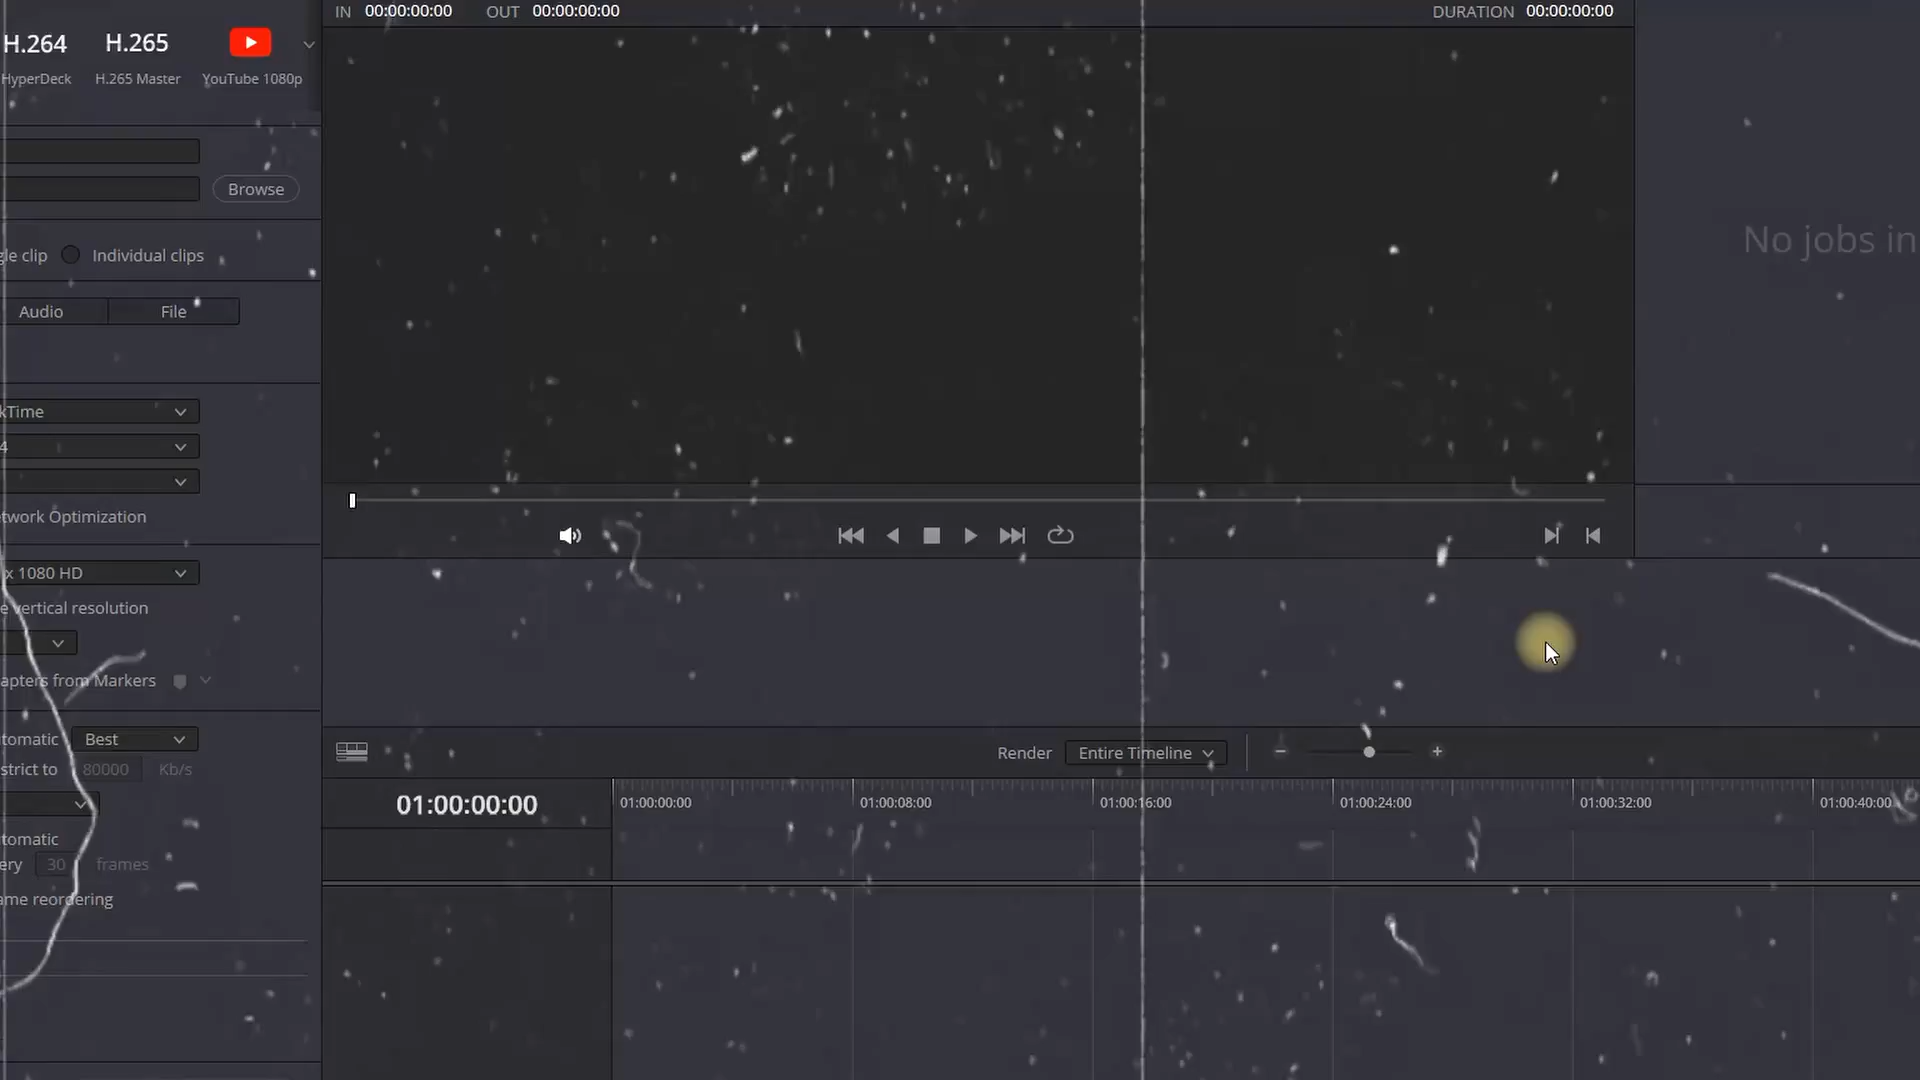 IN 00:00:00:00 OUT 00:00:00:00 DURATION 00:00:00:00
H.264 H.265
HyperDeck H.265 Master YouTube 1080p
Browse
gle clip Individual clips
No jobs in
Audio File
kTime
4
twork Optimization
x 1080 HD
e vertical resolution
apters from Markers
tomatic Best
strict to 80000 Kb/s
Render Entire Timeline
01:00:00:00
01:00:00:00 01:00:08:00 01:00:16:00 01:00:24:00 01:00:32:00 01:00:40:00
tomatic
ery 30 frames
ame reordering